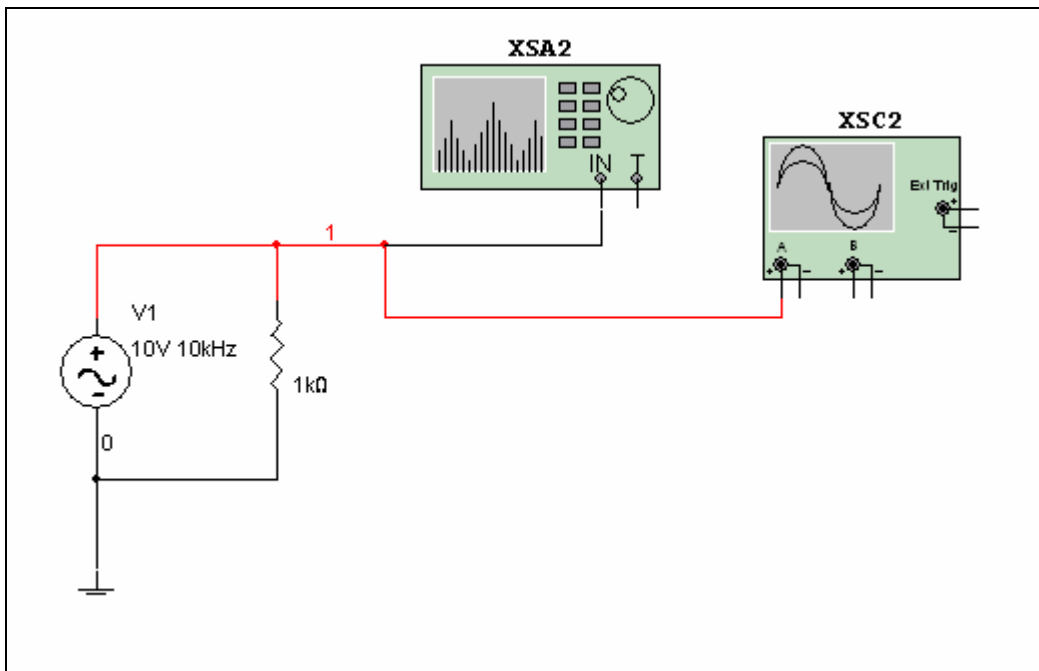 XSA2
IN T
XSC2
Ext Trig
+
-
A B
+ - + -
1
V1
10V 10kHz
+
-
1kΩ
0